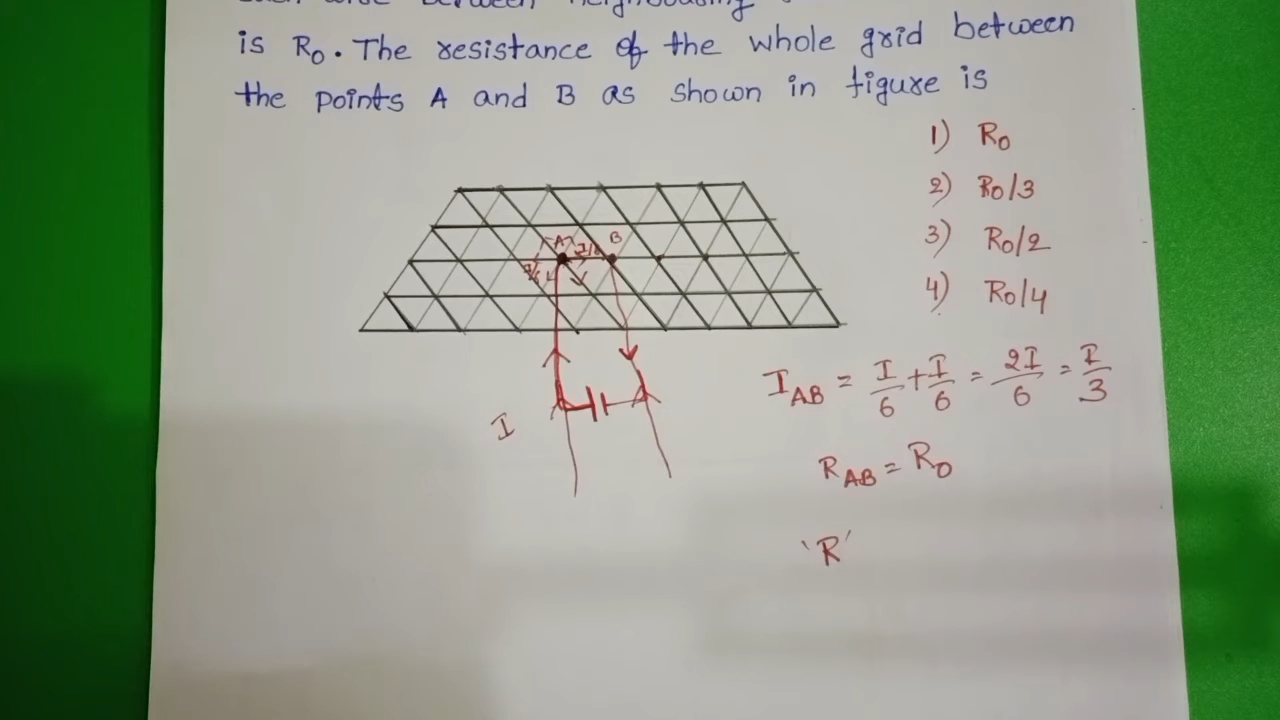 is R₀. The resistance of the whole grid between
the points A and B as shown in figure is
1) R₀
2) R₀/3
3) R₀/2
4) R₀/4
A
B
I
I_AB = I/6 + I/6 = 2I/6 = I/3
R_AB = R₀
'R'